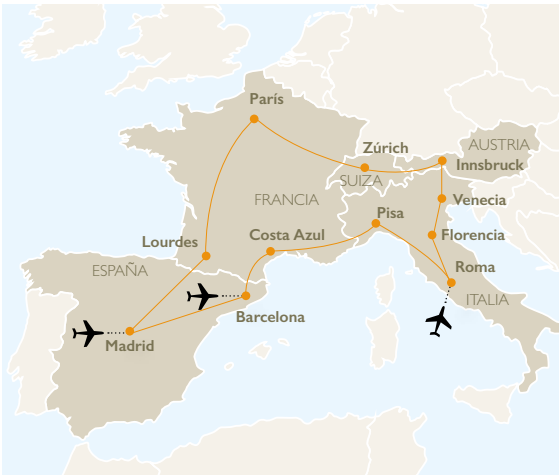 París
Zúrich
AUSTRIA
Innsbruck
SUIZA
FRANCIA
Venecia
Pisa
Costa Azul
Florencia
Lourdes
ESPAÑA
Roma
ITALIA
Barcelona
Madrid